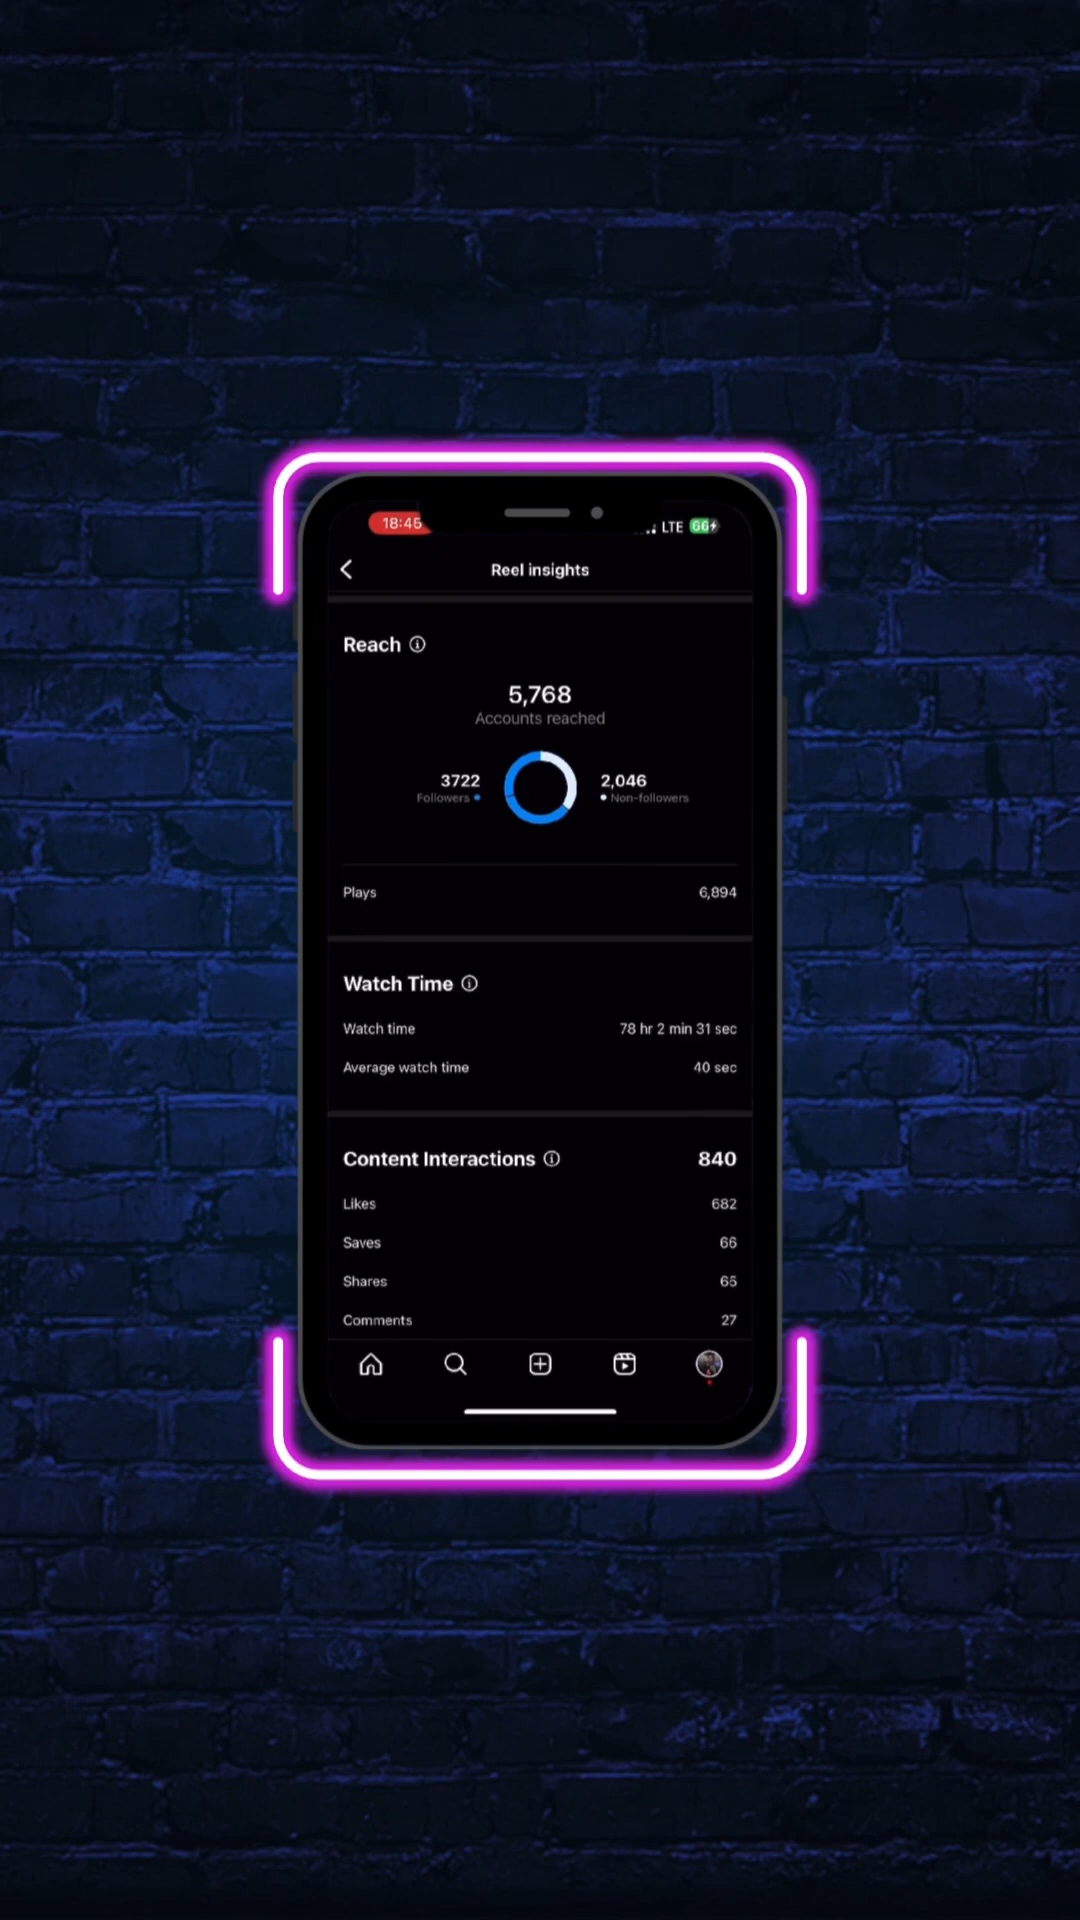 18:45
LTE 66
Reel insights
Reach
5,768
Accounts reached
3722
Followers
2,046
Non-followers
Plays 6,894
Watch Time
Watch time 78 hr 2 min 31 sec
Average watch time 40 sec
Content Interactions 840
Likes 682
Saves 66
Shares 65
Comments 27